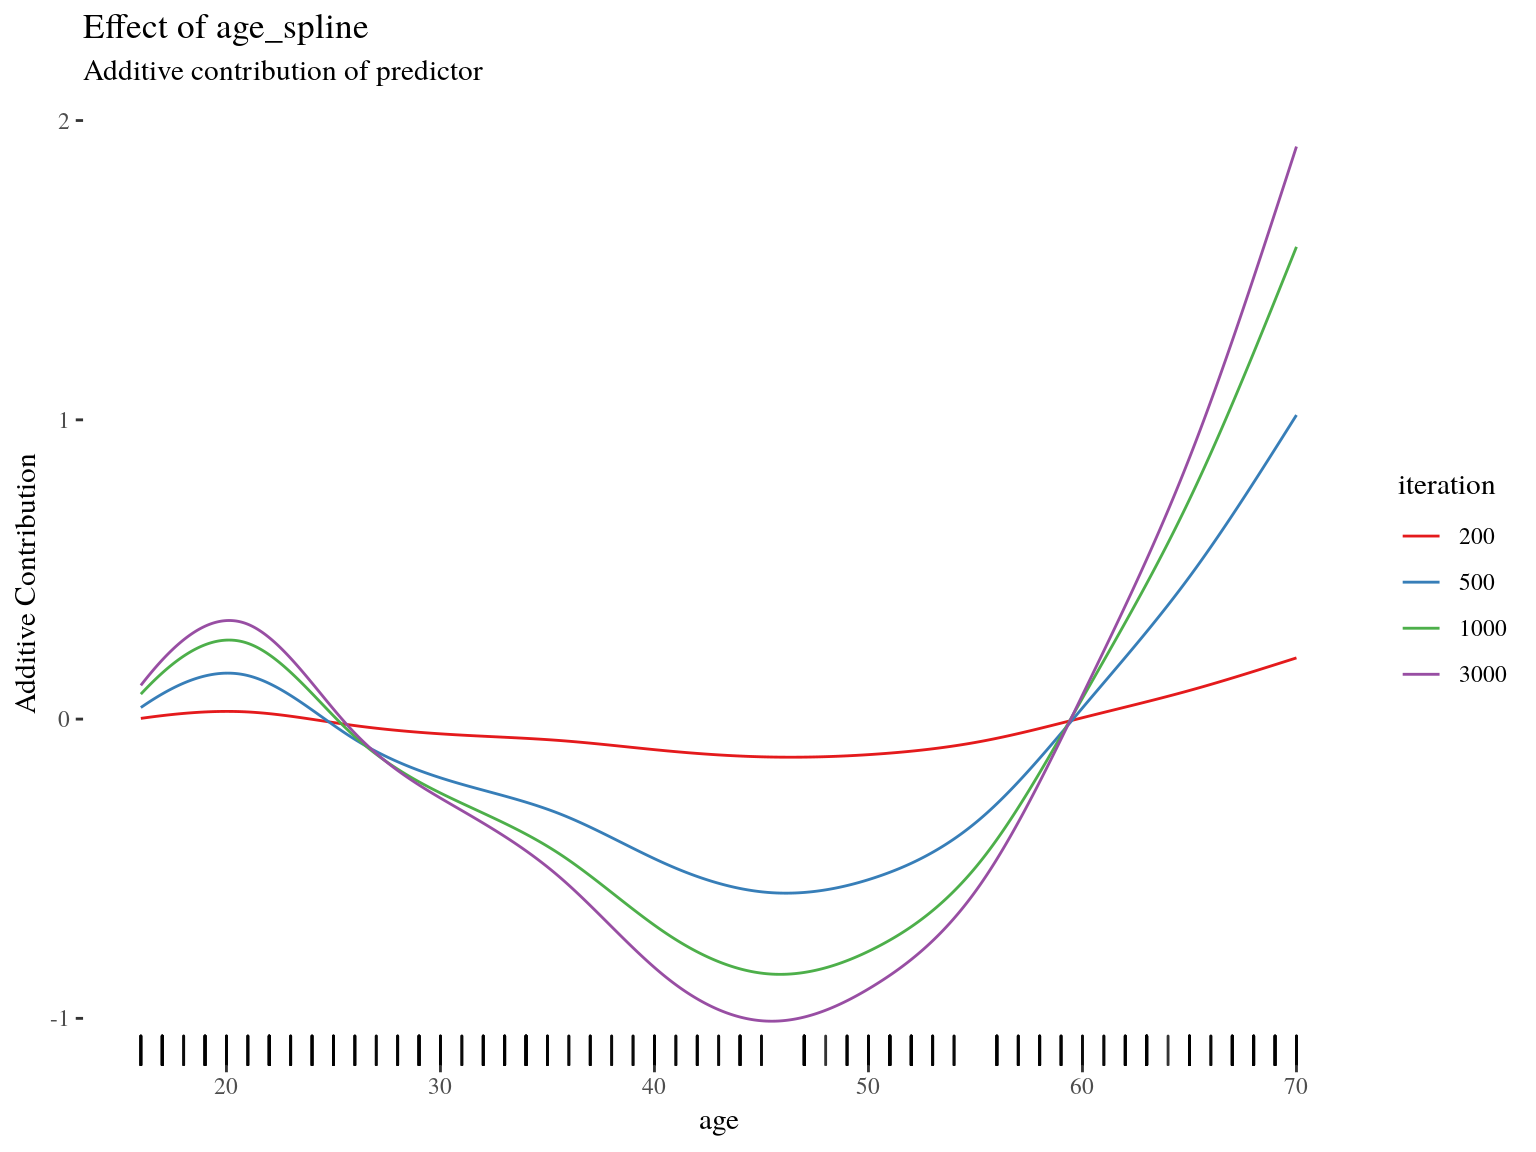 Effect of age_spline
Additive contribution of predictor
2
1
0
-1
Additive Contribution
20 30 40 50 60 70
age
iteration
200
500
1000
3000